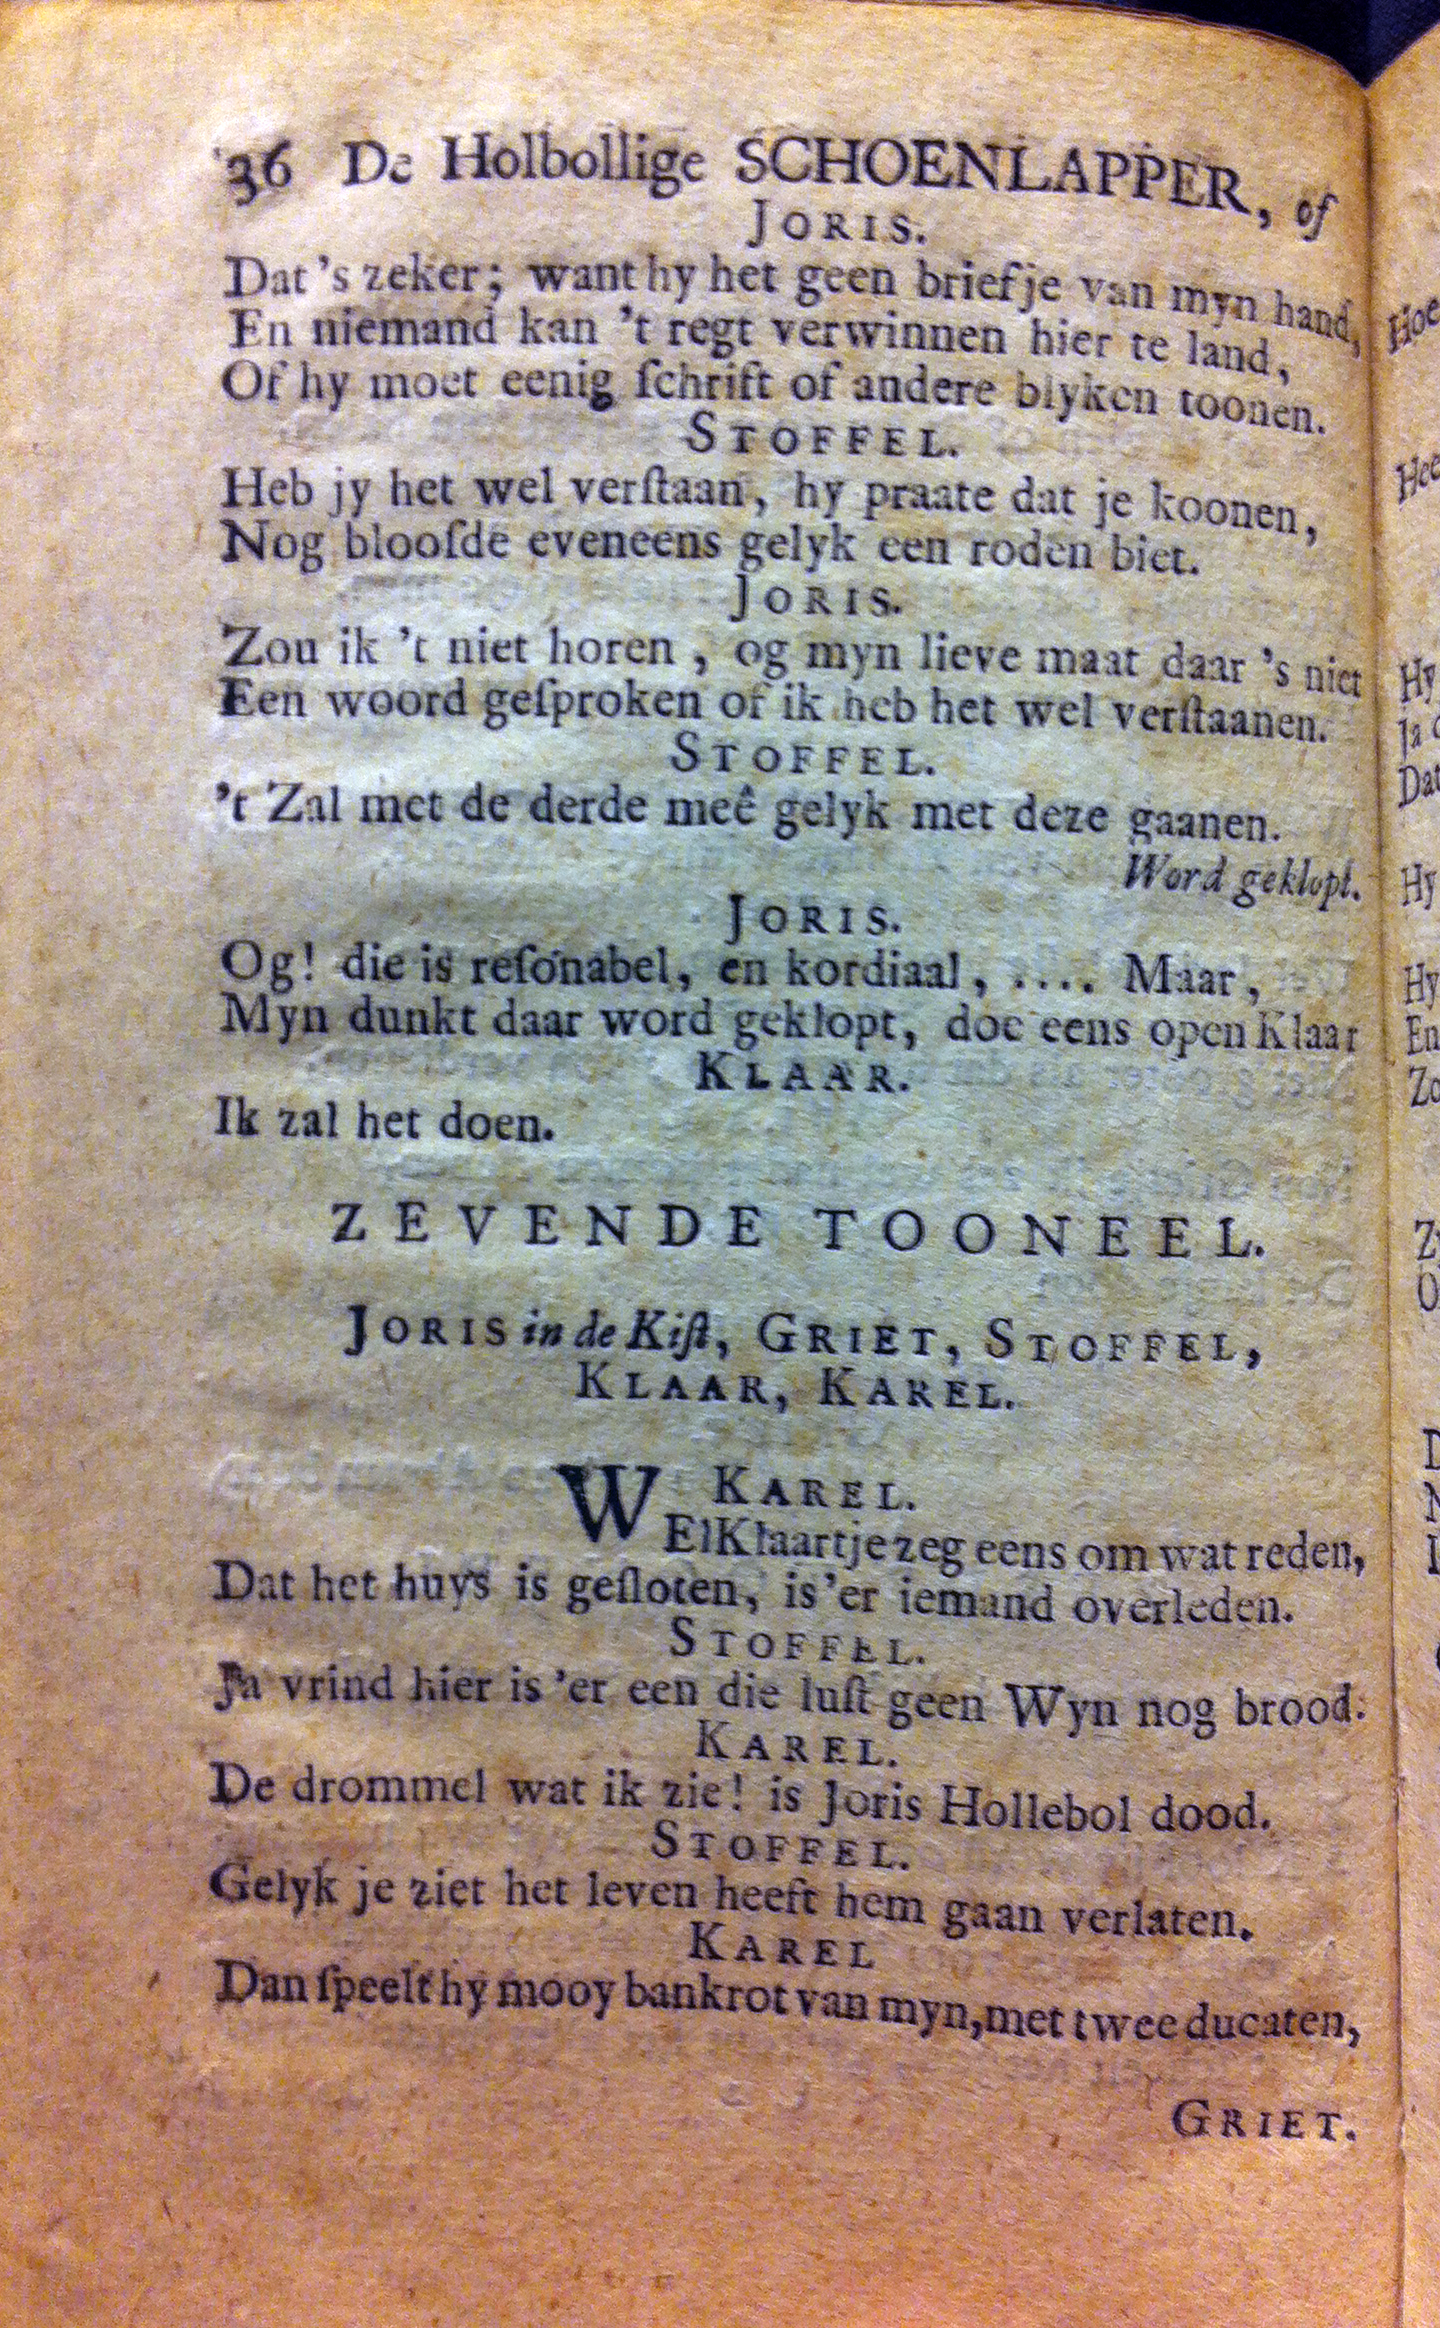 36 De Holbollige SCHOENLAPPER, of
JORIS.
Dat 's zeker; want hy het geen briefje van myn hand,
En niemand kan 't regt verwinnen hier te land,
Of hy moet eenig ſchrift of andere blyken toonen.
STOFFEL.
Heb jy het wel verſtaan, hy praate dat je koonen,
Nog blooſde eveneens gelyk een roden biet.
JORIS.
Zou ik 't niet horen, og myn lieve maat daar 's niet
Een woord geſproken of ik heb het wel verſtaanen.
STOFFEL.
't Zal met de derde meê gelyk met deze gaanen.
Word geklopt.
JORIS.
Og! die is reſonabel, en kordiaal, .... Maar,
Myn dunkt daar word geklopt, doe eens open Klaar
KLAAR.
Ik zal het doen.
ZEVENDE TOONEEL.
JORIS in de Kiſt, GRIET, STOFFEL,
KLAAR, KAREL.
KAREL.
WEl Klaartje zeg eens om wat reden,
Dat het huys is geſloten, is 'er iemand overleden.
STOFFEL.
Ja vrind hier is 'er een die luſt geen Wyn nog brood.
KAREL.
De drommel wat ik zie! is Joris Hollebol dood.
STOFFEL.
Gelyk je ziet het leven heeft hem gaan verlaten.
KAREL
Dan ſpeelt hy mooy bankrot van myn, met twee ducaten,
GRIET.
Hoe
Hee
Hy
Ja
Dat
Hy
Hy
En